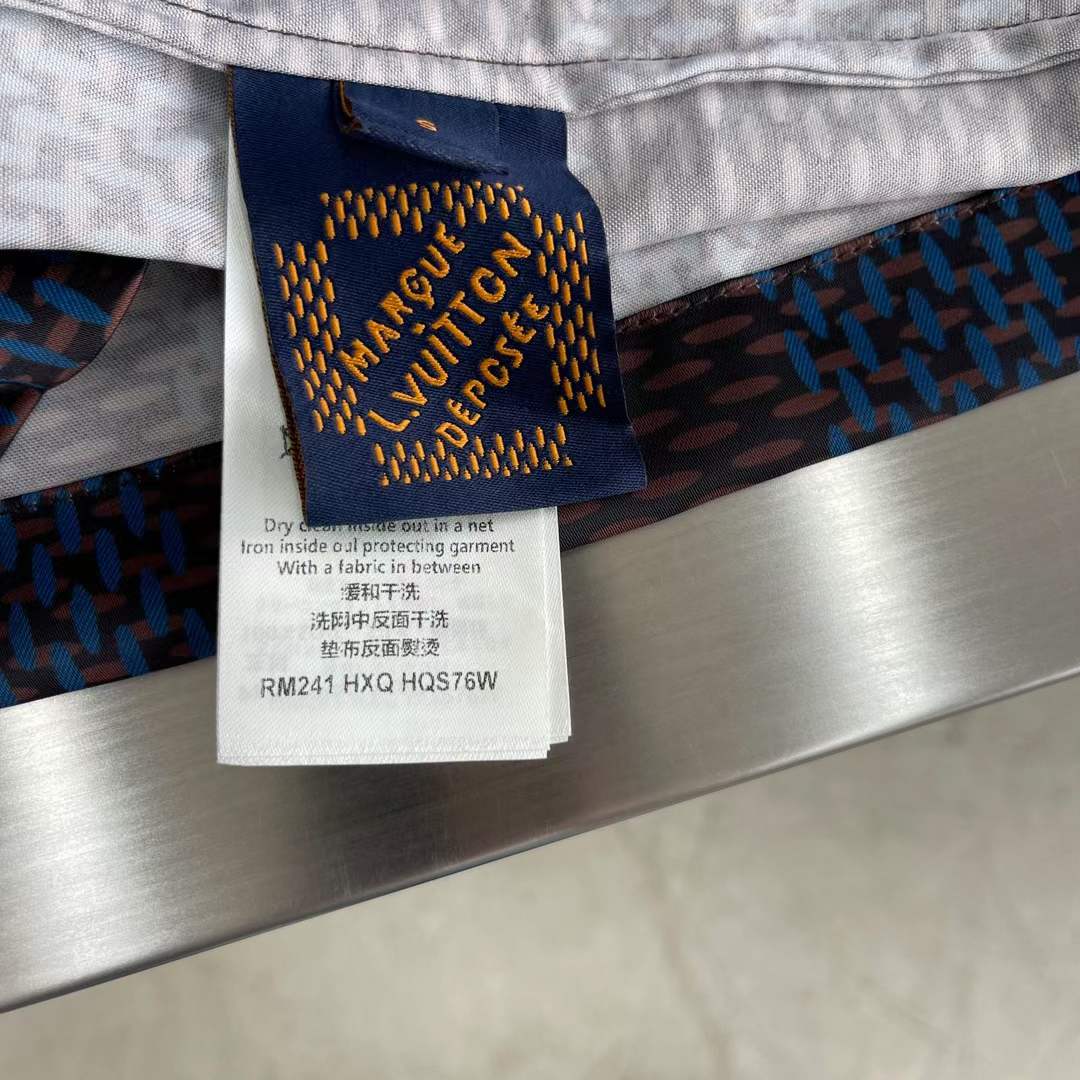 MARQUE
L.VUITTON
DEPOSÉE
Dry clean inside out in a net
Iron inside out protecting garment
With a fabric in between
缓和干洗
洗网中反面干洗
垫布反面熨烫
RM241 HXQ HQS76W